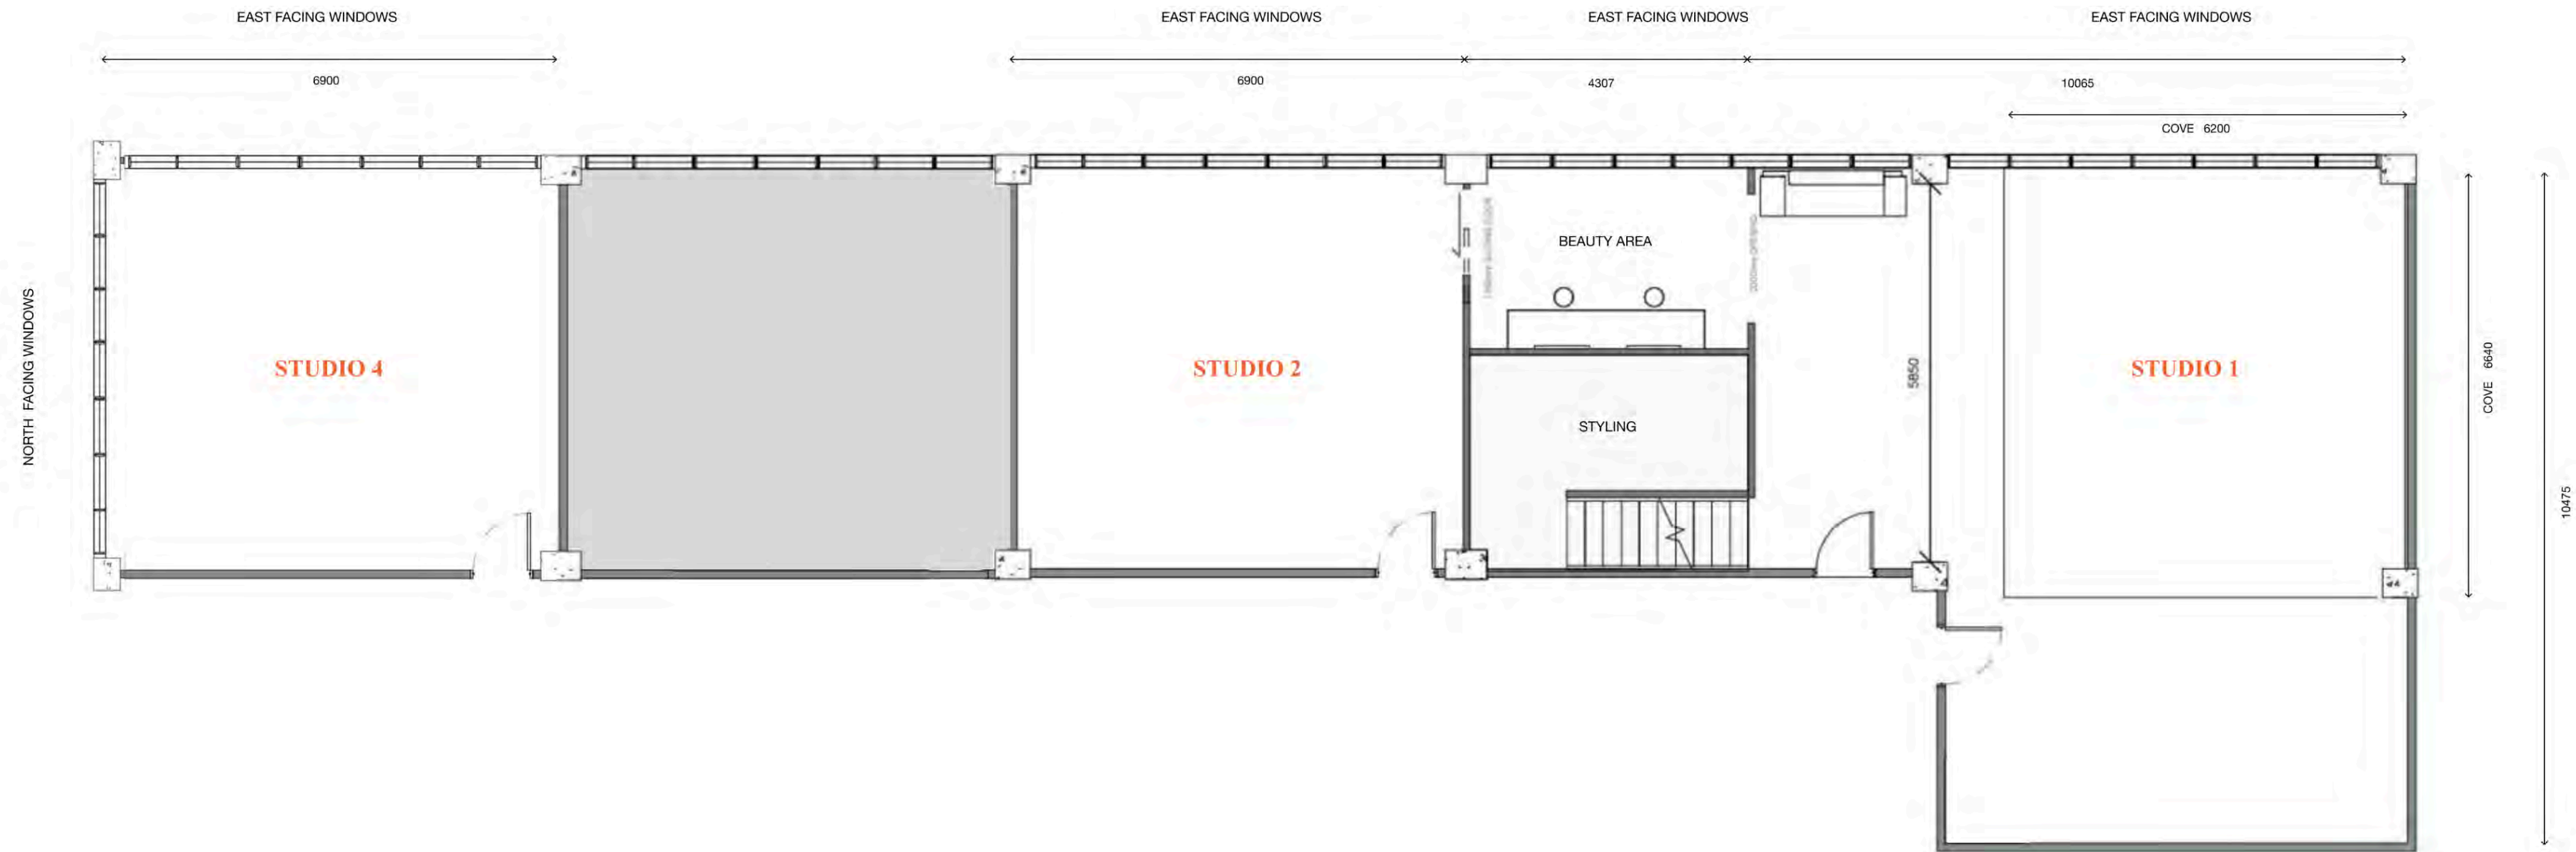 EAST FACING WINDOWS
EAST FACING WINDOWS
EAST FACING WINDOWS
EAST FACING WINDOWS
6900
6900
4307
10065
COVE 6200
BEAUTY AREA
NORTH FACING WINDOWS
STUDIO 4
STUDIO 2
5850
STUDIO 1
COVE 6640
STYLING
10475